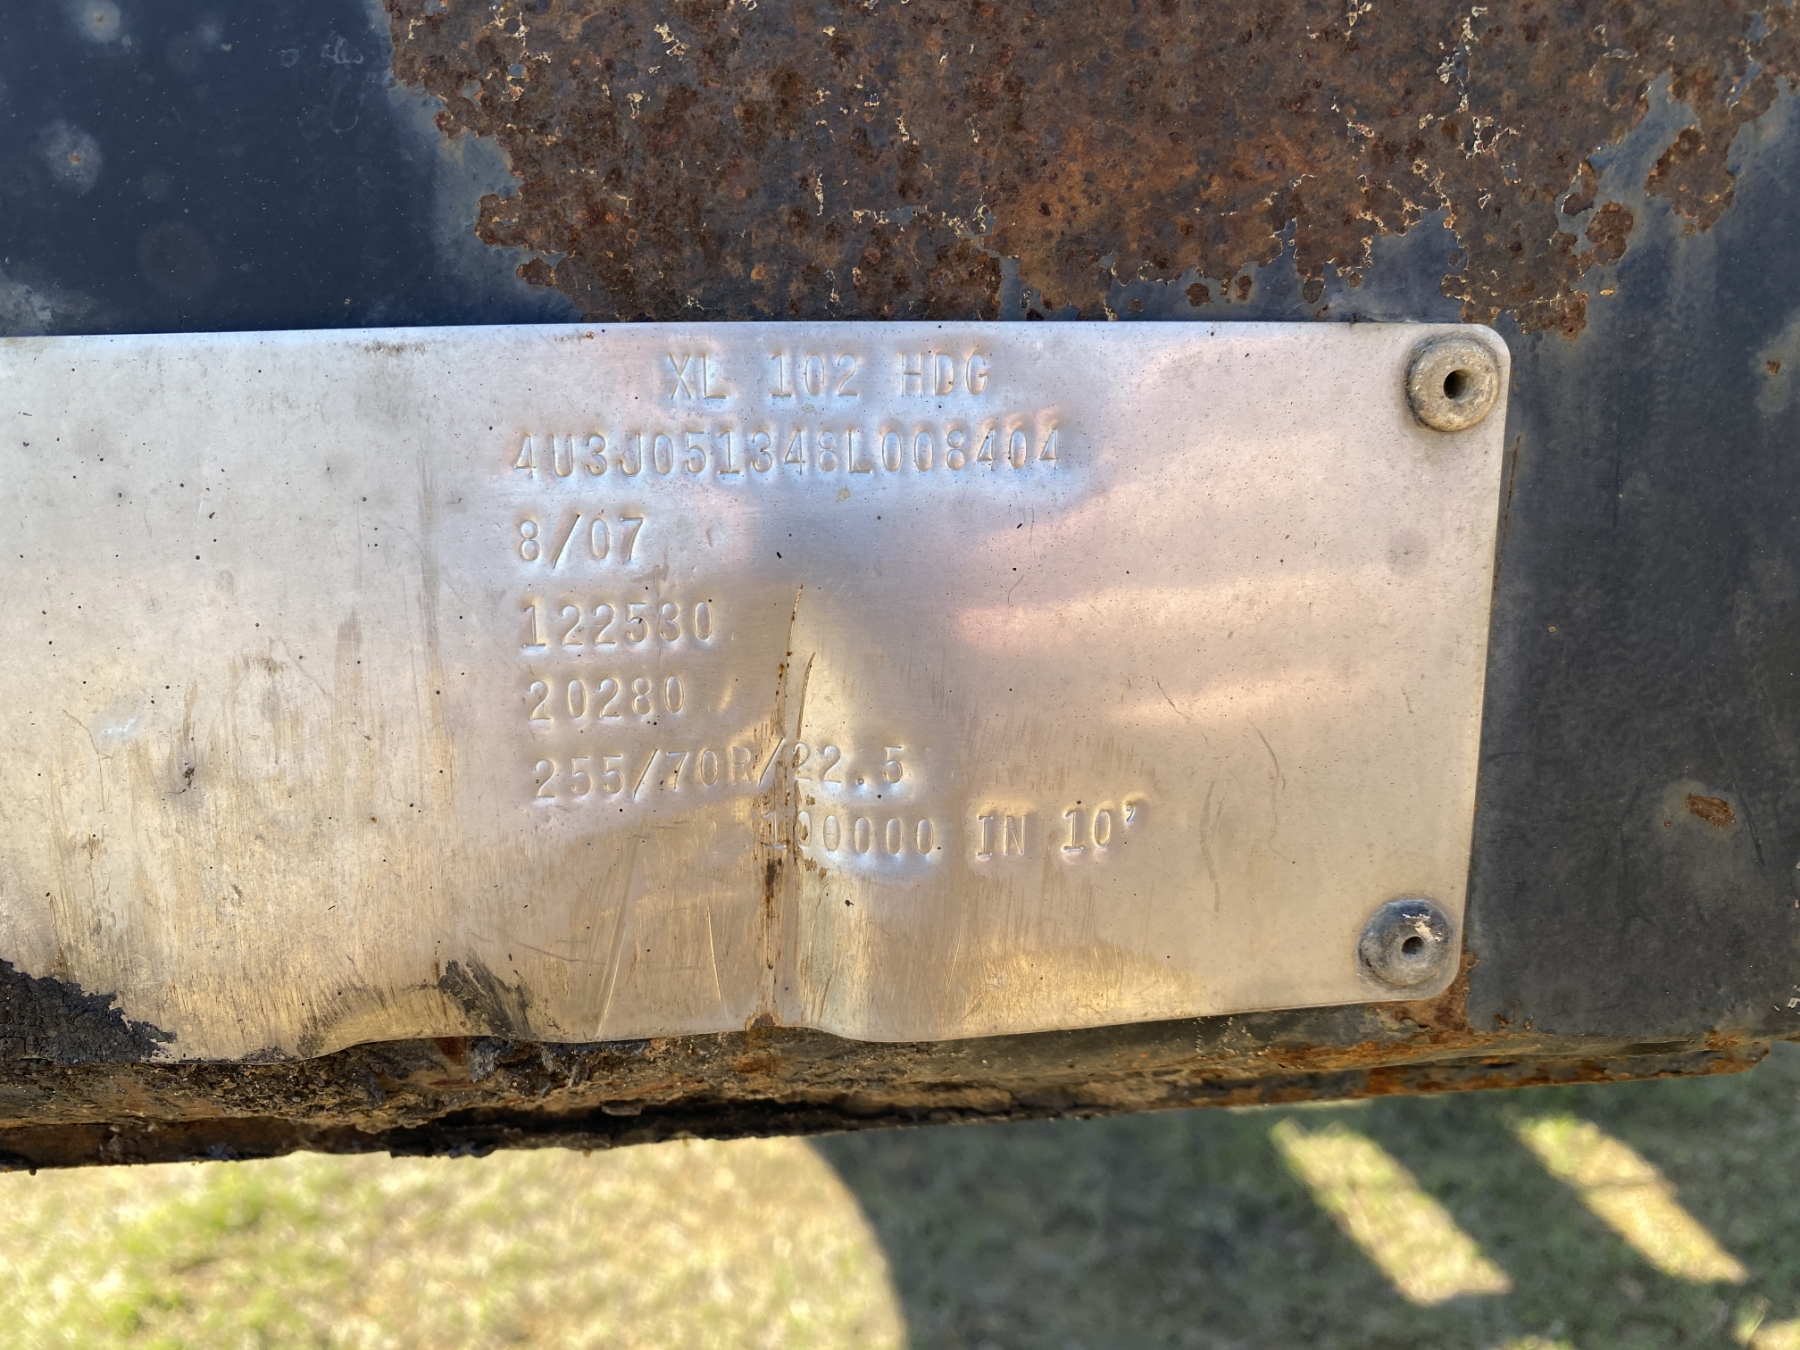 XL 102 HDG
4U3J051348L008404
8/07
122530
20280
255/70R/22.5
100000 IN 10'